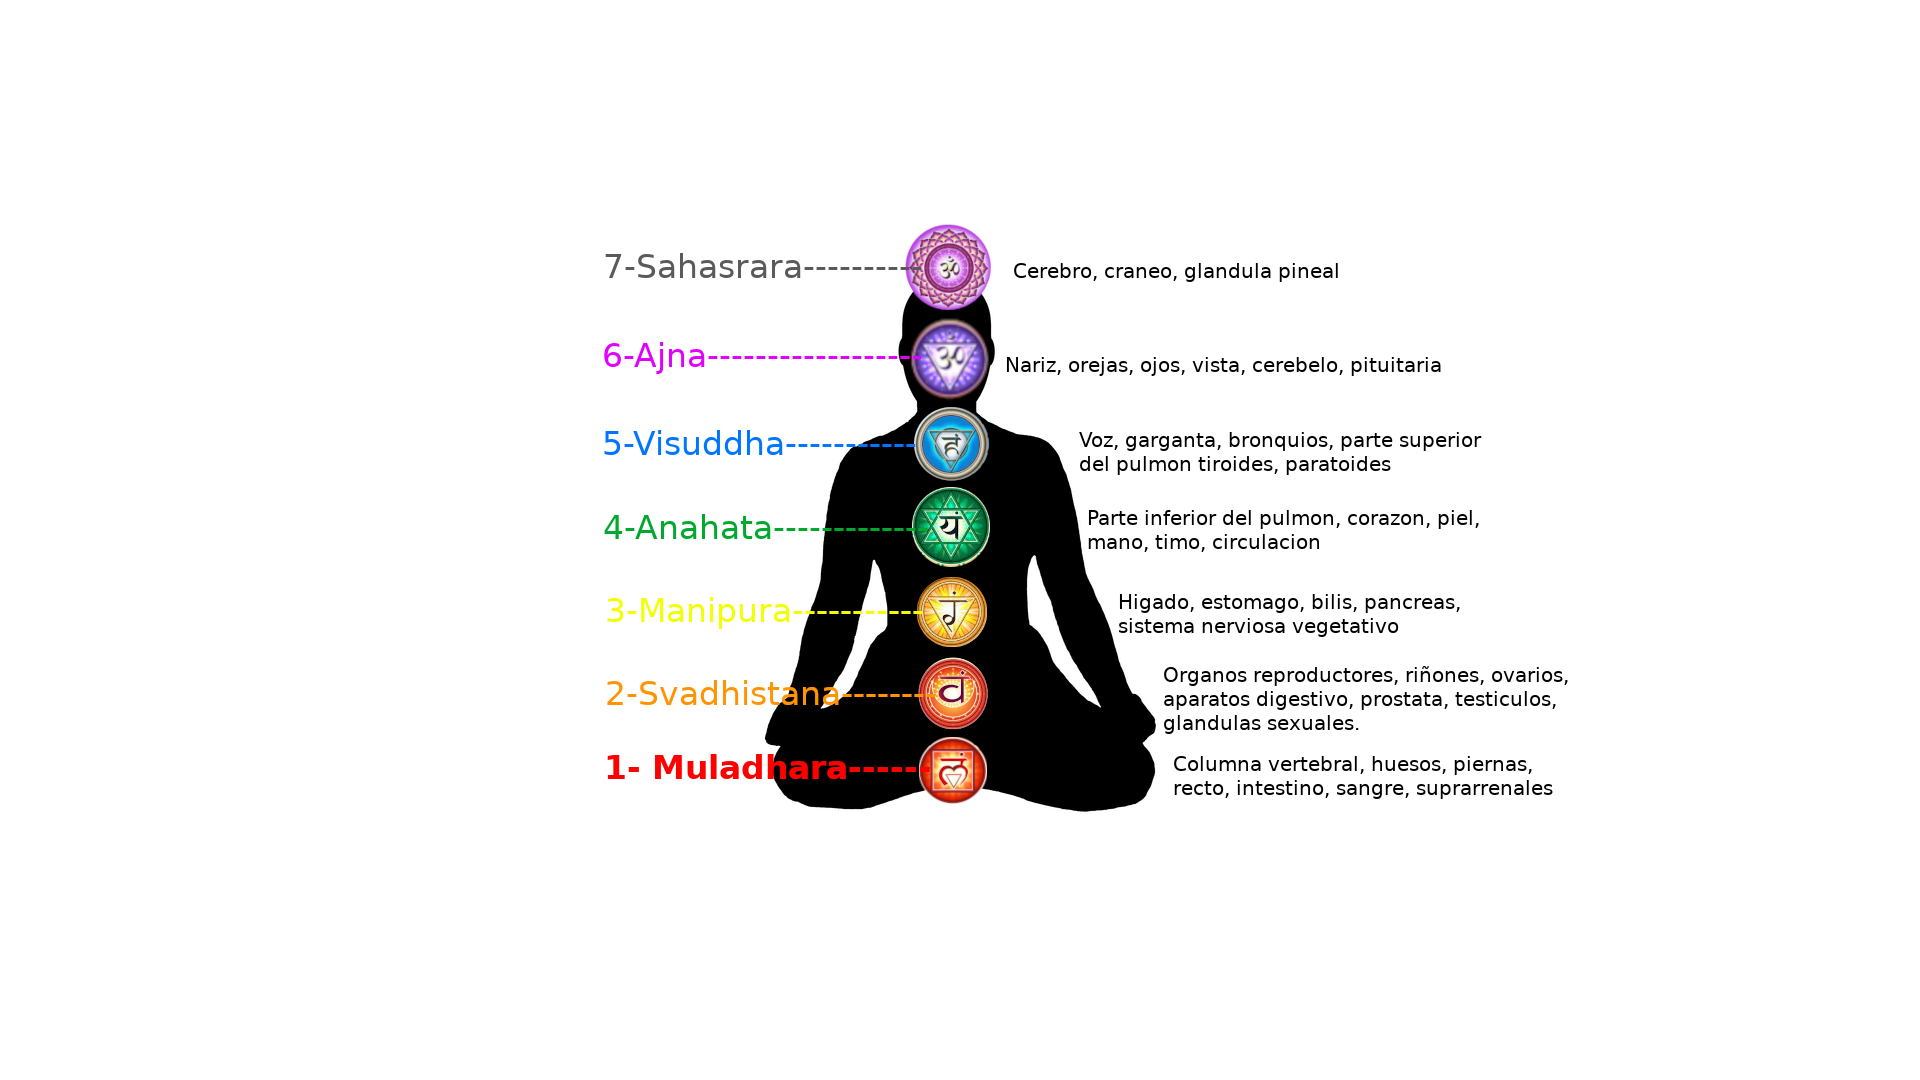 7-Sahasrara----------
Cerebro, craneo, glandula pineal
ॐ
6-Ajna------------------
Nariz, orejas, ojos, vista, cerebelo, pituitaria
ॐ
5-Visuddha-----------
Voz, garganta, bronquios, parte superior
del pulmon tiroides, paratoides
हं
4-Anahata------------
Parte inferior del pulmon, corazon, piel,
mano, timo, circulacion
यं
3-Manipura-----------
Higado, estomago, bilis, pancreas,
sistema nerviosa vegetativo
रं
2-Svadhistana--------
Organos reproductores, riñones, ovarios,
aparatos digestivo, prostata, testiculos,
glandulas sexuales.
वं
1- Muladhara------
Columna vertebral, huesos, piernas,
recto, intestino, sangre, suprarrenales
लं